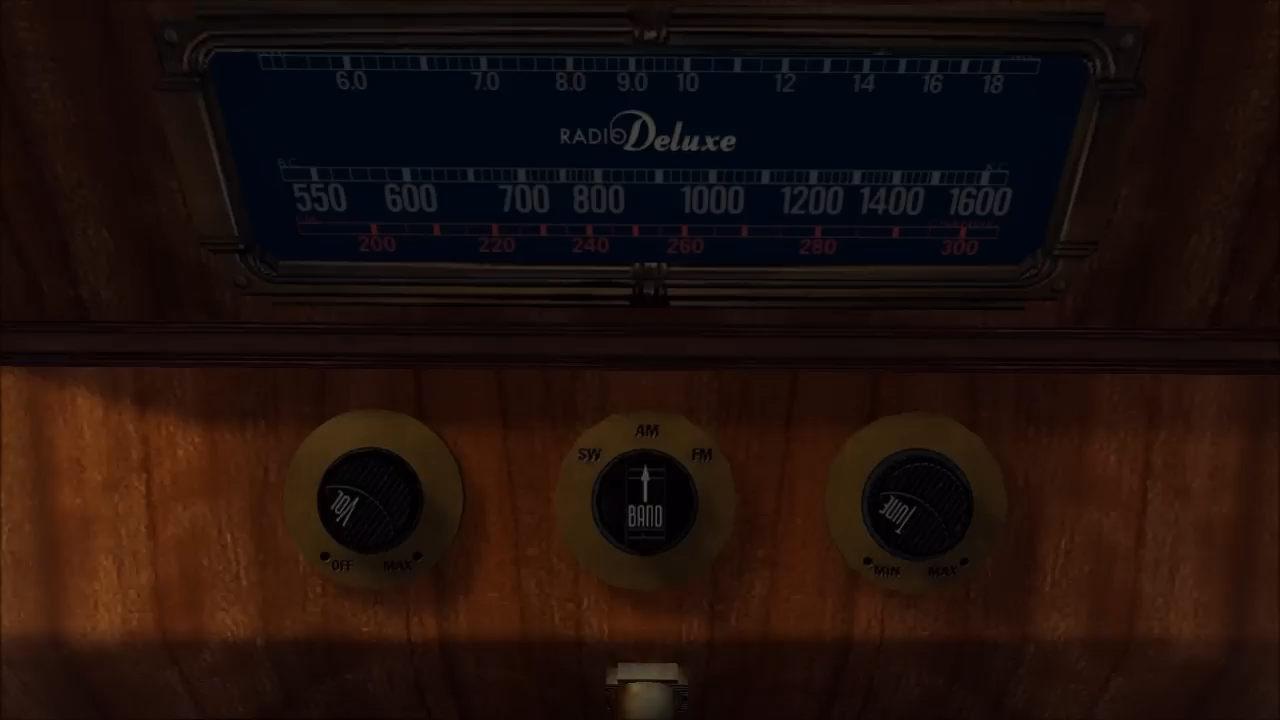 6.0 7.0 8.0 9.0 10 12 14 16 18
RADIO Deluxe
B.C.
550 600 700 800 1000 1200 1400 1600
200 220 240 260 280 300
SW AM FM
VOL BAND TUNE
OFF MAX MIN MAX